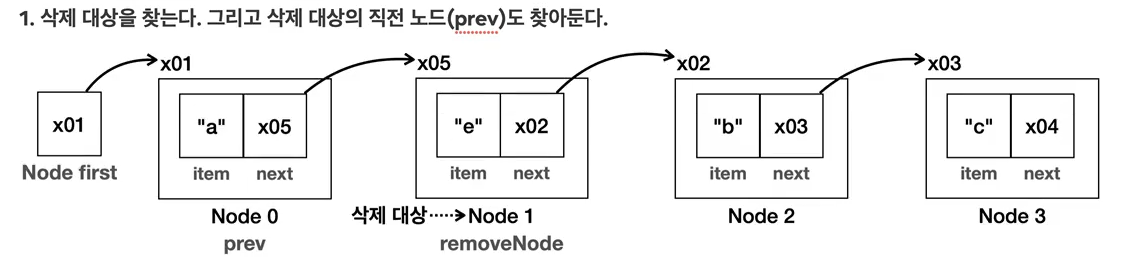 1. 삭제 대상을 찾는다. 그리고 삭제 대상의 직전 노드(prev)도 찾아둔다.
x01 x05 x02 x03
x01 "a" x05 "e" x02 "b" x03 "c" x04
Node first item next item next item next item next
Node 0 삭제 대상 Node 1 Node 2 Node 3
prev removeNode